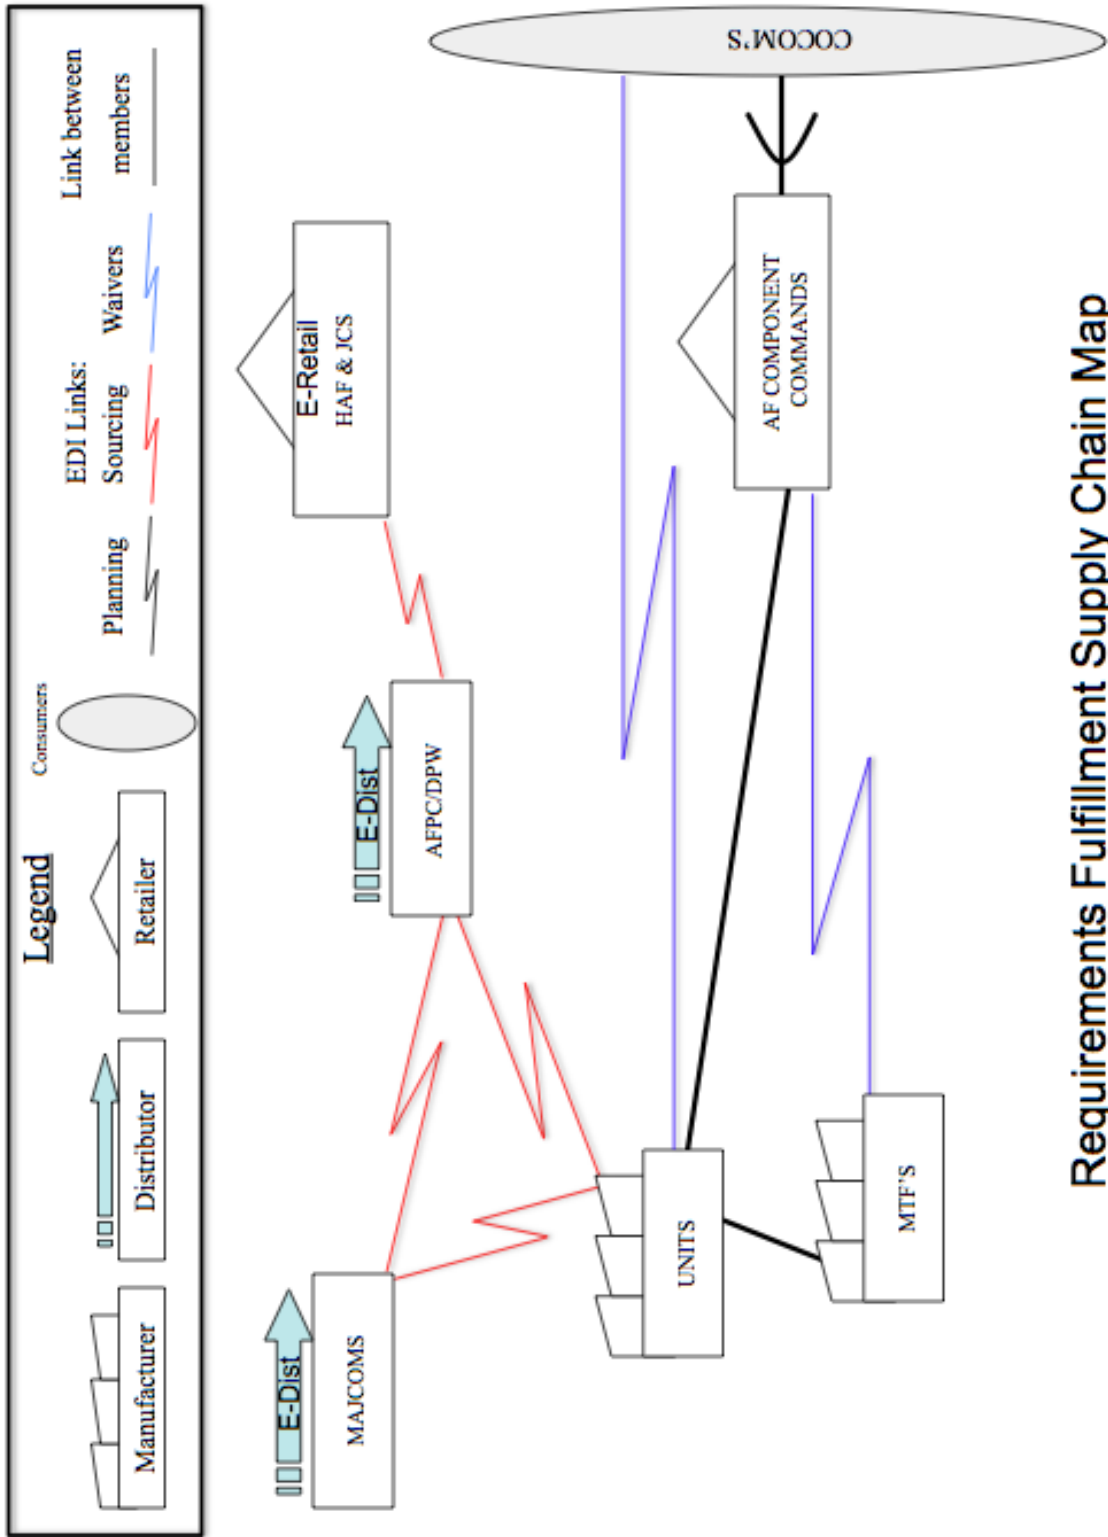 Legend
Manufacturer
Distributor
Retailer
Consumers
EDI Links:
Planning
Sourcing
Waivers
Link between
members
E-Dist
MAJCOMS
E-Dist
AFPC/DPW
E-Retail
HAF & JCS
UNITS
MTF'S
AF COMPONENT
COMMANDS
COCOM'S
Requirements Fulfillment Supply Chain Map